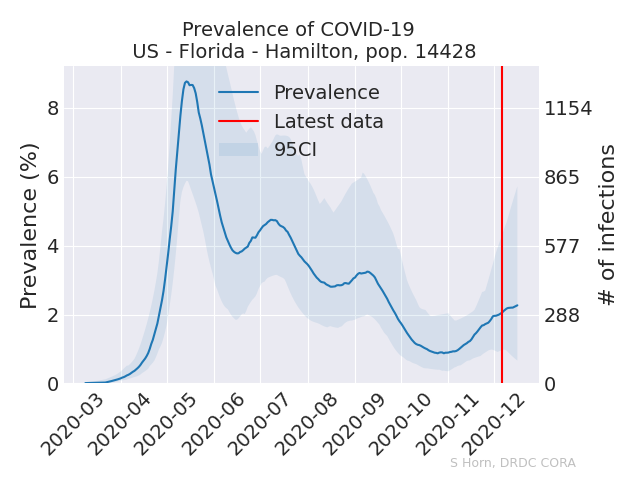 Prevalence of COVID-19
US - Florida - Hamilton, pop. 14428
Prevalence
Latest data
95CI
Prevalence (%)
8
6
4
2
0
1154
865
577
288
0
# of infections
2020-03
2020-04
2020-05
2020-06
2020-07
2020-08
2020-09
2020-10
2020-11
2020-12
S Horn, DRDC CORA